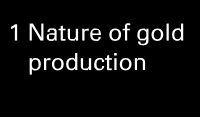 1 Nature of gold
production